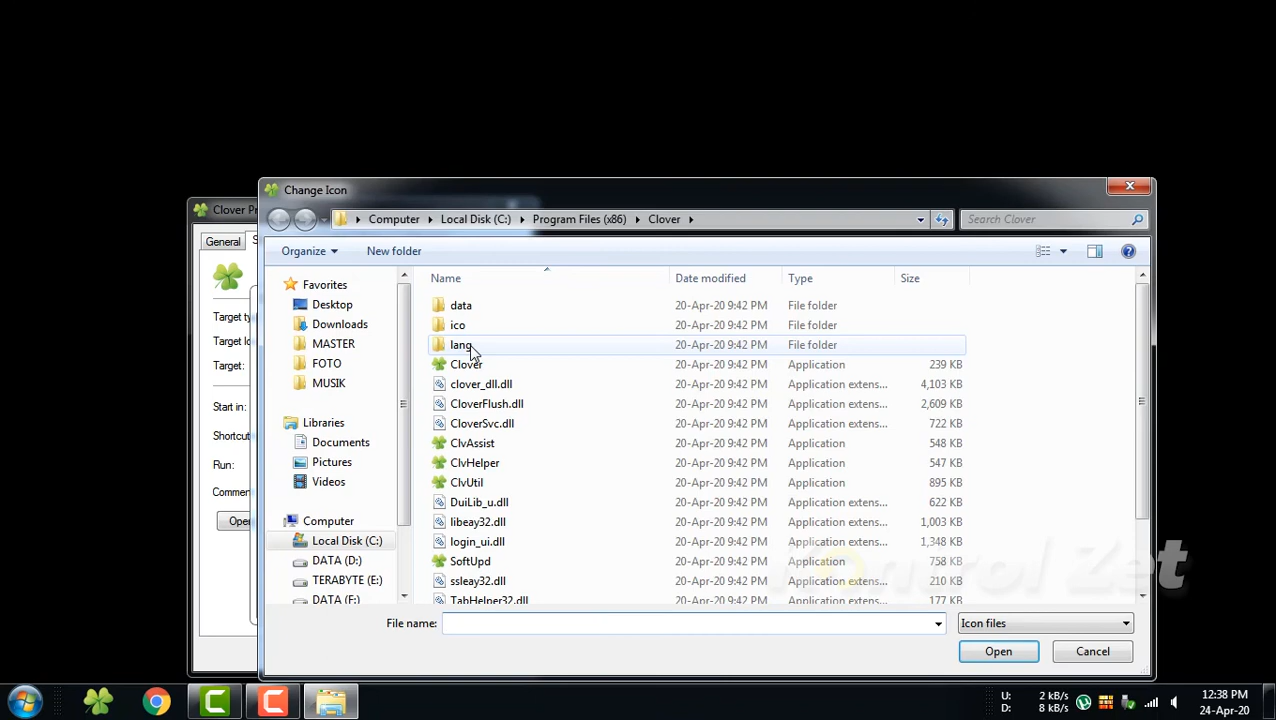 Change Icon
Clover Pr
Computer Local Disk (C:) Program Files (x86) Clover Search Clover
General S
Organize New folder
Name Date modified Type Size
Favorites
Desktop
Downloads
MASTER
FOTO
MUSIK
Libraries
Documents
Pictures
Videos
Computer
Local Disk (C:)
DATA (D:)
TERABYTE (E:)
DATA (F:)
data 20-Apr-20 9:42 PM File folder
ico 20-Apr-20 9:42 PM File folder
lang 20-Apr-20 9:42 PM File folder
Clover 20-Apr-20 9:42 PM Application 239 KB
clover_dll.dll 20-Apr-20 9:42 PM Application extens... 4,103 KB
CloverFlush.dll 20-Apr-20 9:42 PM Application extens... 2,609 KB
CloverSvc.dll 20-Apr-20 9:42 PM Application extens... 722 KB
ClvAssist 20-Apr-20 9:42 PM Application 548 KB
ClvHelper 20-Apr-20 9:42 PM Application 547 KB
ClvUtil 20-Apr-20 9:42 PM Application 895 KB
DuiLib_u.dll 20-Apr-20 9:42 PM Application extens... 622 KB
libeay32.dll 20-Apr-20 9:42 PM Application extens... 1,003 KB
login_ui.dll 20-Apr-20 9:42 PM Application extens... 1,348 KB
SoftUpd 20-Apr-20 9:42 PM Application 758 KB
ssleay32.dll 20-Apr-20 9:42 PM Application extens... 210 KB
TabHelper32.dll 20-Apr-20 9:42 PM Application extens... 177 KB
Target ty
Target lo
Target:
Start in:
Shortcut
Run:
Commer
Oper
Kontrol Zet
File name: Icon files
Open Cancel
U: 2 kB/s
D: 8 kB/s
12:38 PM
24-Apr-20